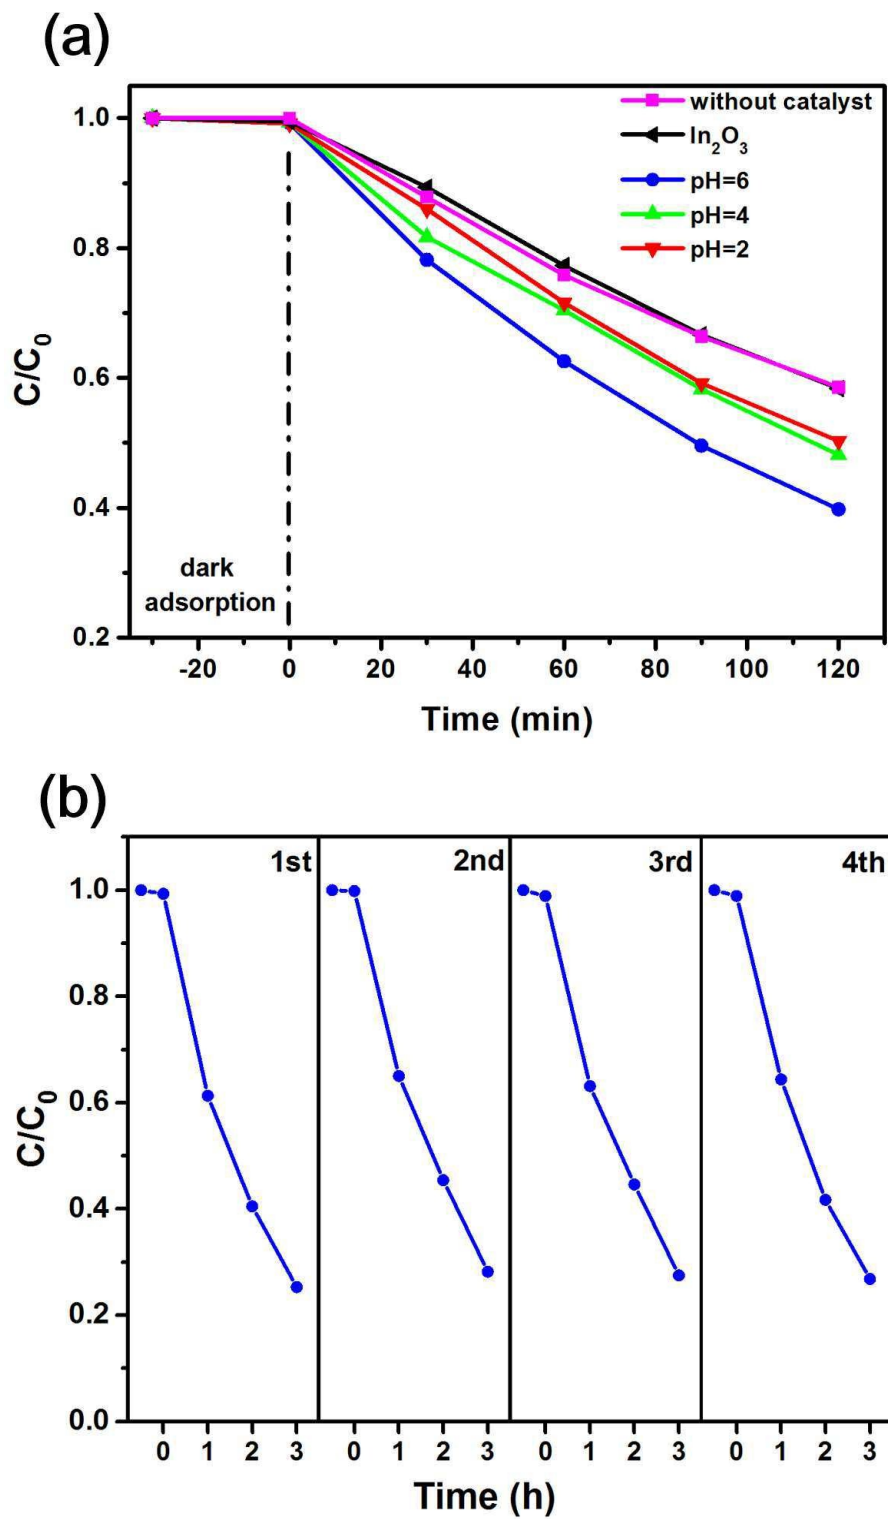 (a)
without catalyst
In₂O₃
pH=6
pH=4
pH=2
1.0
0.8
0.6
0.4
0.2
C/C₀
dark
adsorption
-20 0 20 40 60 80 100 120
Time (min)
(b)
1st 2nd 3rd 4th
1.0
0.8
0.6
0.4
0.2
0.0
C/C₀
0 1 2 3 0 1 2 3 0 1 2 3 0 1 2 3
Time (h)